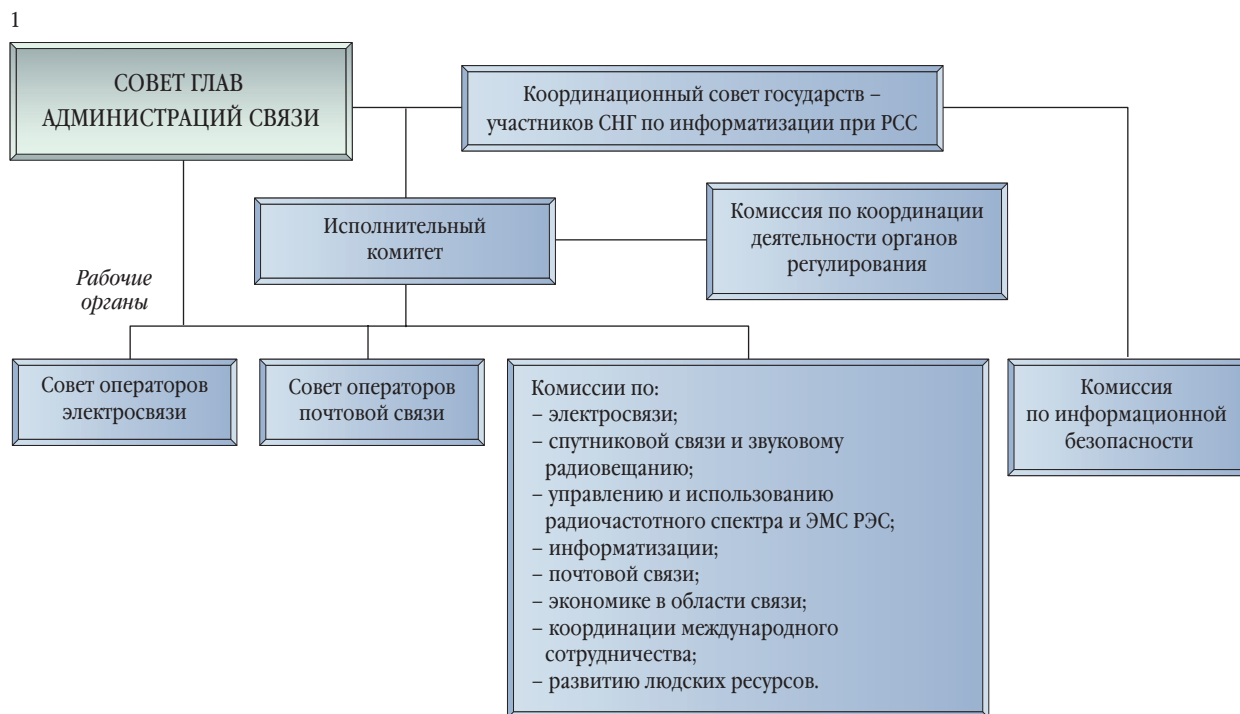 1
СОВЕТ ГЛАВ
АДМИНИСТРАЦИЙ СВЯЗИ
Координационный совет государств –
участников СНГ по информатизации при РСС
Исполнительный
комитет
Комиссия по координации
деятельности органов
регулирования
Рабочие
органы
Совет операторов
электросвязи
Совет операторов
почтовой связи
Комиссии по:
– электросвязи;
– спутниковой связи и звуковому
радиовещанию;
– управлению и использованию
радиочастотного спектра и ЭМС РЭС;
– информатизации;
– почтовой связи;
– экономике в области связи;
– координации международного
сотрудничества;
– развитию людских ресурсов.
Комиссия
по информационной
безопасности